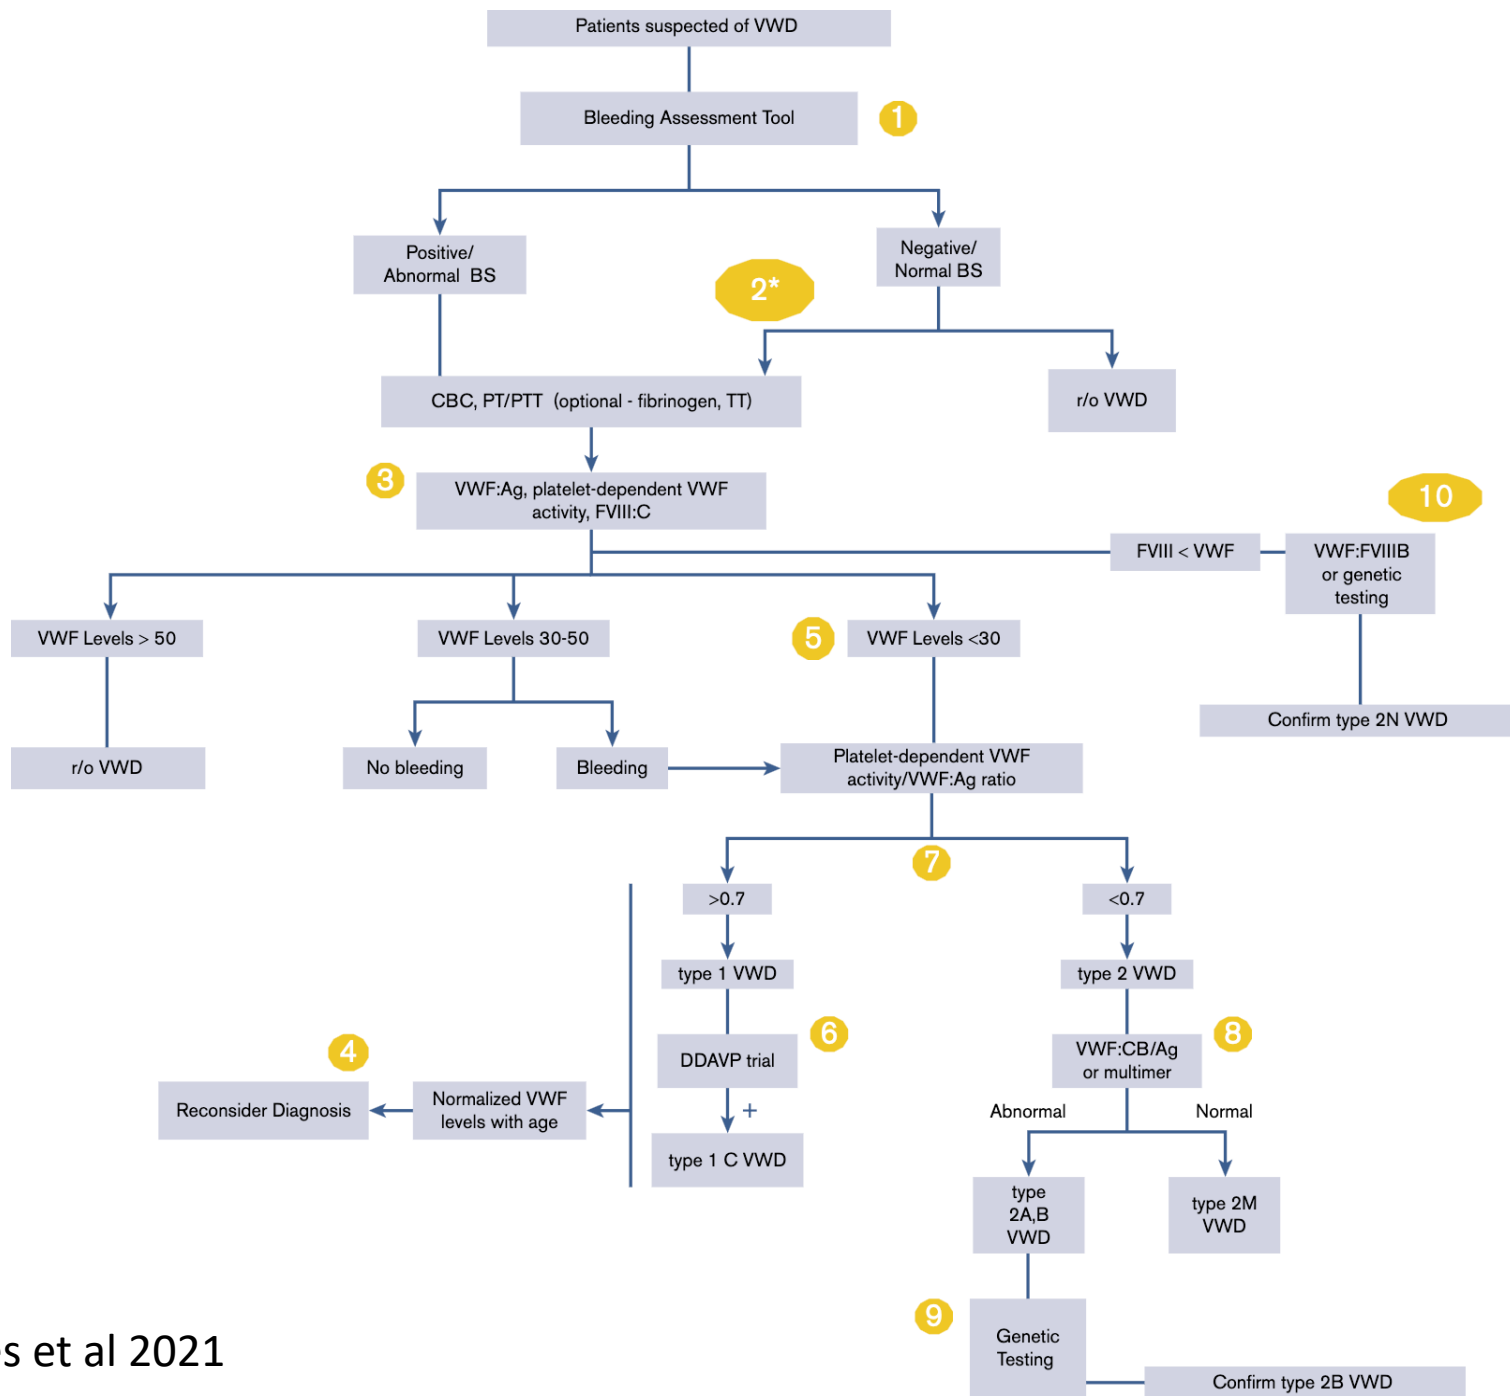 Patients suspected of VWD
Bleeding Assessment Tool
1
Positive/
Abnormal BS
Negative/
Normal BS
2*
CBC, PT/PTT (optional - fibrinogen, TT)
r/o VWD
3
VWF:Ag, platelet-dependent VWF
activity, FVIII:C
10
FVIII < VWF
VWF:FVIIIB
or genetic
testing
VWF Levels > 50
VWF Levels 30-50
5
VWF Levels <30
Confirm type 2N VWD
r/o VWD
No bleeding
Bleeding
Platelet-dependent VWF
activity/VWF:Ag ratio
7
>0.7
<0.7
type 1 VWD
type 2 VWD
4
6
8
Reconsider Diagnosis
Normalized VWF
levels with age
DDAVP trial
+
type 1 C VWD
VWF:CB/Ag
or multimer
Abnormal
Normal
type
2A,B
VWD
type 2M
VWD
9
Genetic
Testing
Confirm type 2B VWD
et al 2021